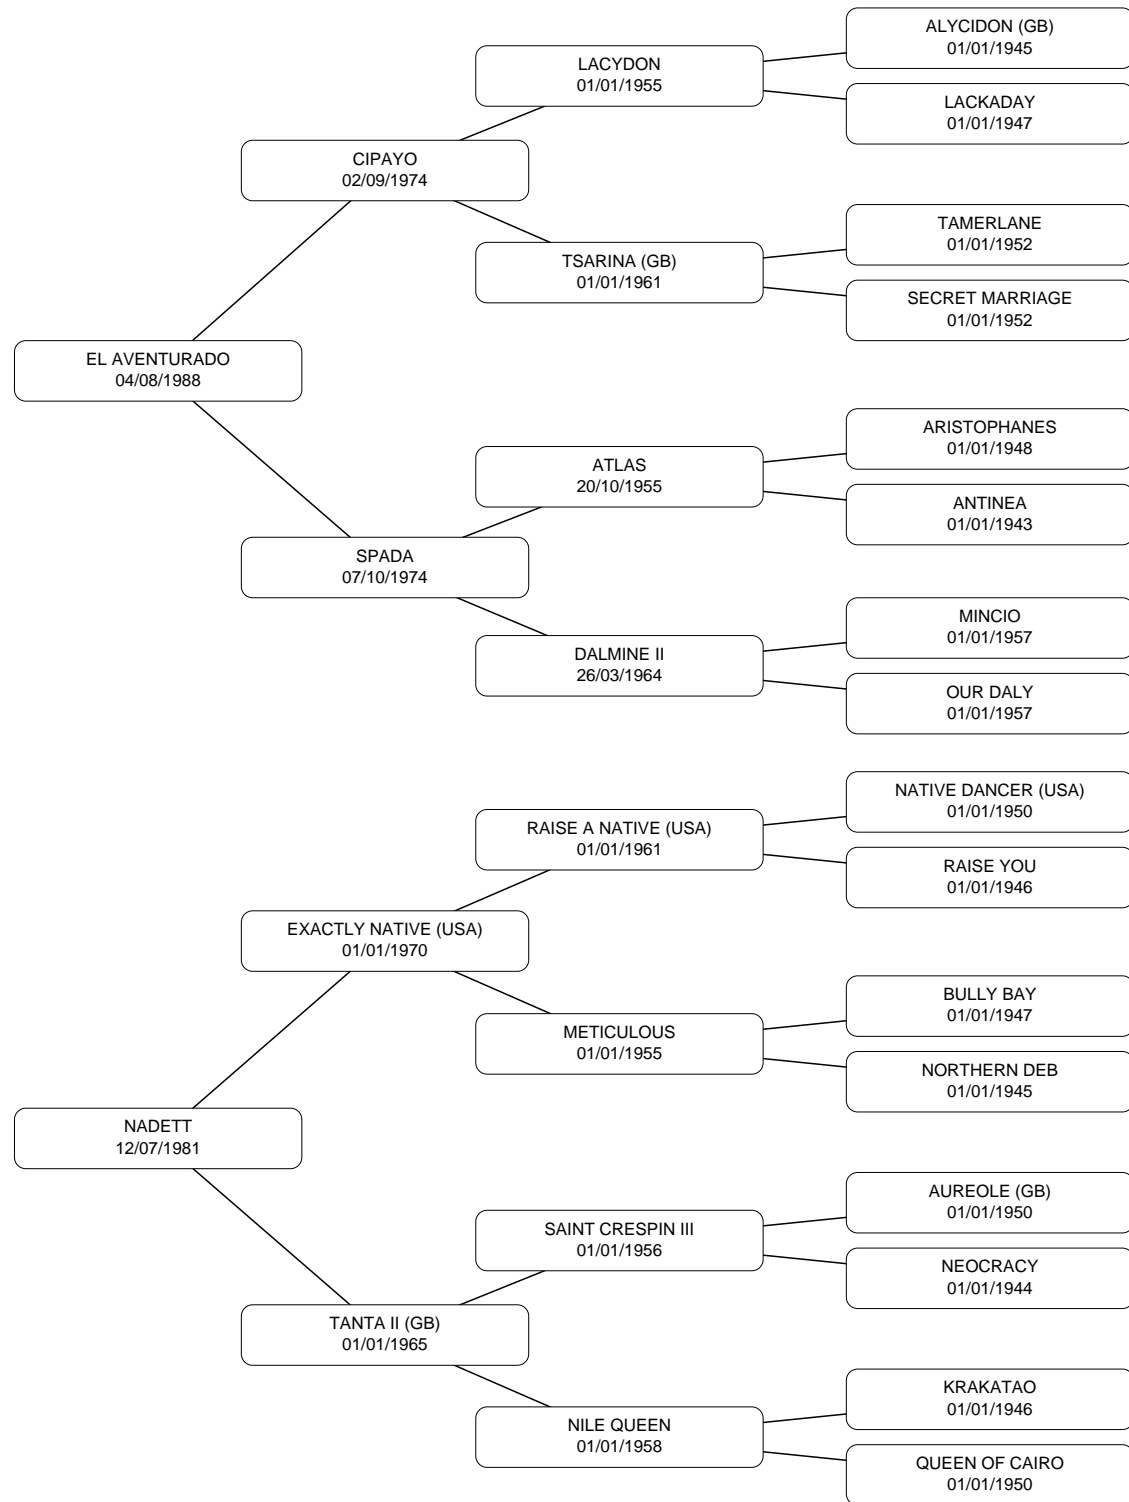 ALYCIDON (GB)
01/01/1945
LACYDON
01/01/1955
LACKADAY
01/01/1947
CIPAYO
02/09/1974
TAMERLANE
01/01/1952
TSARINA (GB)
01/01/1961
SECRET MARRIAGE
01/01/1952
EL AVENTURADO
04/08/1988
ARISTOPHANES
01/01/1948
ATLAS
20/10/1955
ANTINEA
01/01/1943
SPADA
07/10/1974
MINCIO
01/01/1957
DALMINE II
26/03/1964
OUR DALY
01/01/1957
NATIVE DANCER (USA)
01/01/1950
RAISE A NATIVE (USA)
01/01/1961
RAISE YOU
01/01/1946
EXACTLY NATIVE (USA)
01/01/1970
BULLY BAY
01/01/1947
METICULOUS
01/01/1955
NORTHERN DEB
01/01/1945
NADETT
12/07/1981
AUREOLE (GB)
01/01/1950
SAINT CRESPIN III
01/01/1956
NEOCRACY
01/01/1944
TANTA II (GB)
01/01/1965
KRAKATAO
01/01/1946
NILE QUEEN
01/01/1958
QUEEN OF CAIRO
01/01/1950